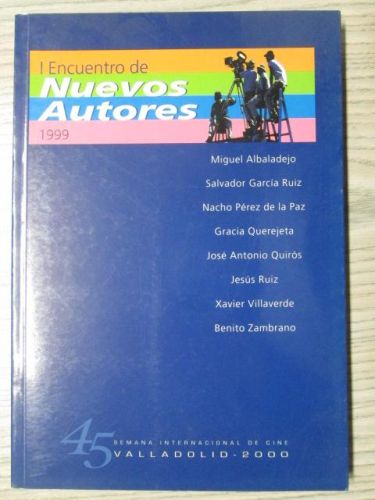 I Encuentro de
Nuevos
Autores
1999
Miguel Albaladejo
Salvador García Ruiz
Nacho Pérez de la Paz
Gracia Querejeta
José Antonio Quirós
Jesús Ruiz
Xavier Villaverde
Benito Zambrano
45 SEMANA INTERNACIONAL DE CINE
VALLADOLID - 2000